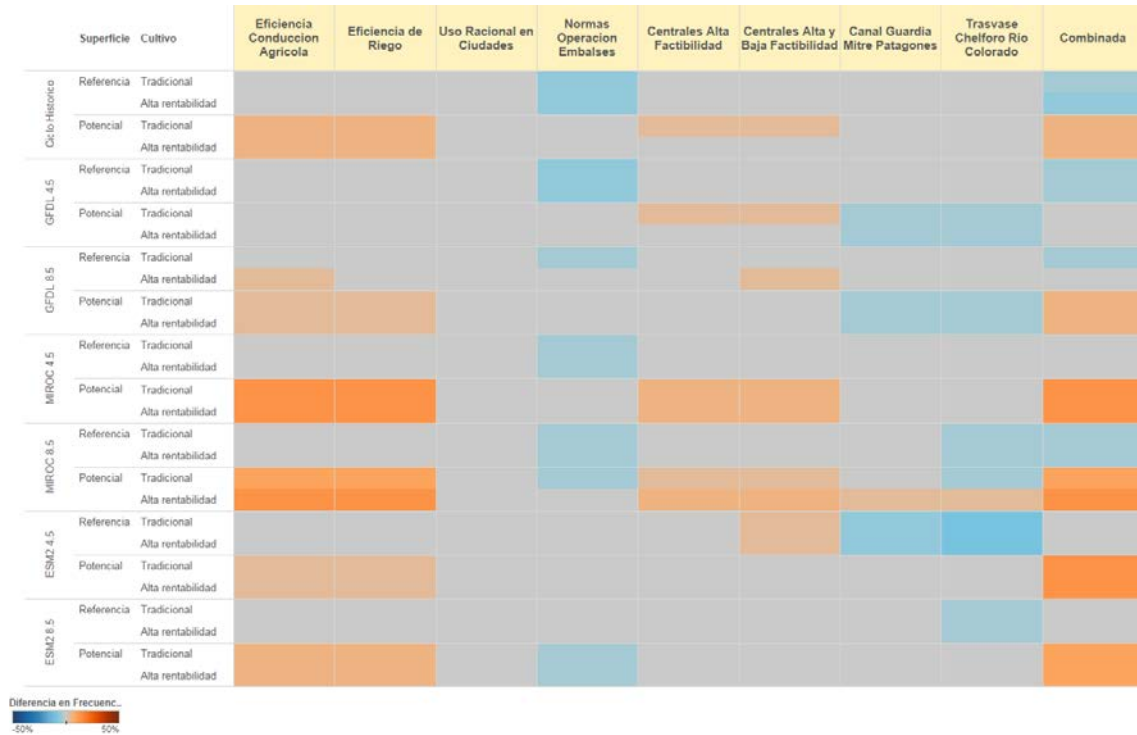 Superficie Cultivo
Eficiencia
Conduccion
Agricola
Eficiencia de
Riego
Uso Racional en
Ciudades
Normas
Operacion
Embalses
Centrales Alta
Factibilidad
Centrales Alta y
Baja Factibilidad
Canal Guardia
Mitre Patagones
Trasvase
Chelforo Rio
Colorado
Combinada
Ciclo Historico
Referencia Tradicional
Alta rentabilidad
Potencial Tradicional
Alta rentabilidad
GFDL 4.5
Referencia Tradicional
Alta rentabilidad
Potencial Tradicional
Alta rentabilidad
GFDL 8.5
Referencia Tradicional
Alta rentabilidad
Potencial Tradicional
Alta rentabilidad
MIROC 4.5
Referencia Tradicional
Alta rentabilidad
Potencial Tradicional
Alta rentabilidad
MIROC 8.5
Referencia Tradicional
Alta rentabilidad
Potencial Tradicional
Alta rentabilidad
ESM2 4.5
Referencia Tradicional
Alta rentabilidad
Potencial Tradicional
Alta rentabilidad
ESM2 8.5
Referencia Tradicional
Alta rentabilidad
Potencial Tradicional
Alta rentabilidad
Diferencia en Frecuenc..
-50% 50%